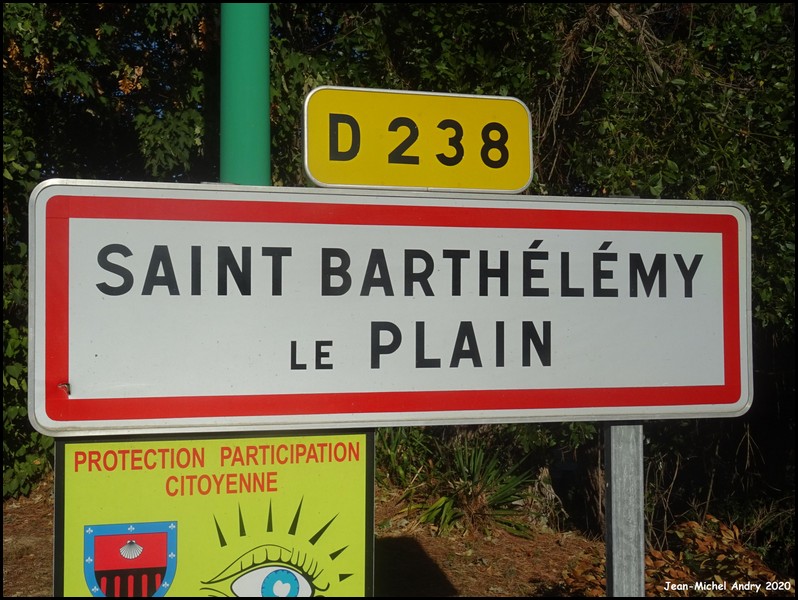 D 238
SAINT BARTHÉLÉMY
LE PLAIN
PROTECTION PARTICIPATION
CITOYENNE
Jean-Michel Andry 2020